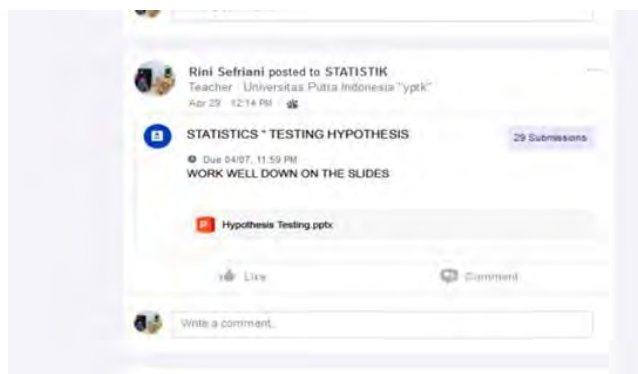 Rini Sefriani posted to STATISTIK
Teacher · Universitas Putra Indonesia "yptk"
Apr 29 · 12:14 PM
STATISTICS " TESTING HYPOTHESIS
29 Submissions
Due 04/07, 11:59 PM
WORK WELL DOWN ON THE SLIDES
Hypothesis Testing.pptx
Like
Comment
Write a comment...